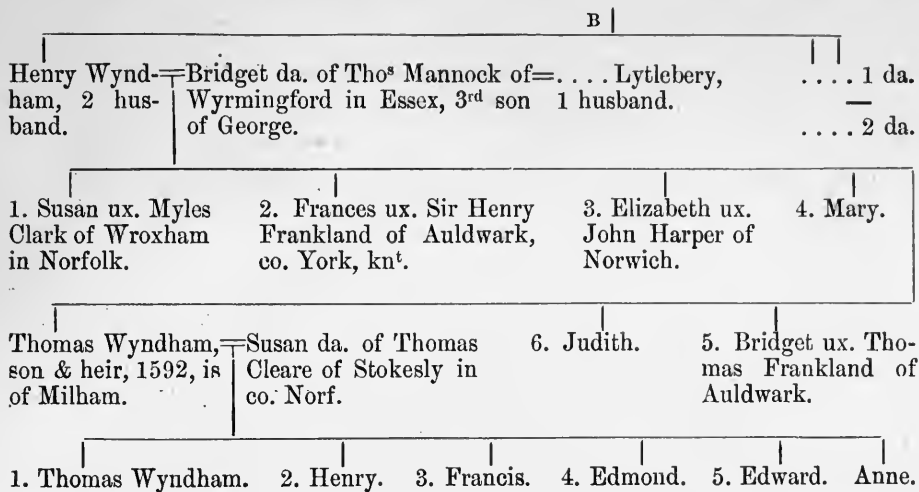 B
Henry Wynd-
ham, 2 hus-
band.
Bridget da. of Thoˢ Mannock of
Wyrmingford in Essex, 3rd son
of George.
.... Lytlebery,
1 husband.
.... 1 da.
.... 2 da.
1. Susan ux. Myles
Clark of Wroxham
in Norfolk.
2. Frances ux. Sir Henry
Frankland of Auldwark,
co. York, knᵗ.
3. Elizabeth ux.
John Harper of
Norwich.
4. Mary.
Thomas Wyndham,
son & heir, 1592, is
of Milham.
Susan da. of Thomas
Cleare of Stokesly in
co. Norf.
6. Judith.
5. Bridget ux. Tho-
mas Frankland of
Auldwark.
1. Thomas Wyndham.
2. Henry.
3. Francis.
4. Edmond.
5. Edward.
Anne.